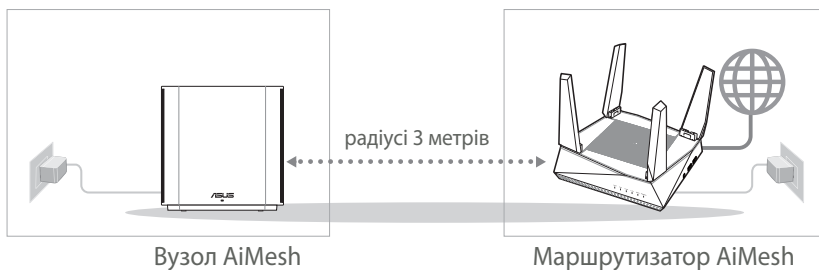 радіусі 3 метрів
ASUS
Вузол AiMesh
Маршрутизатор AiMesh